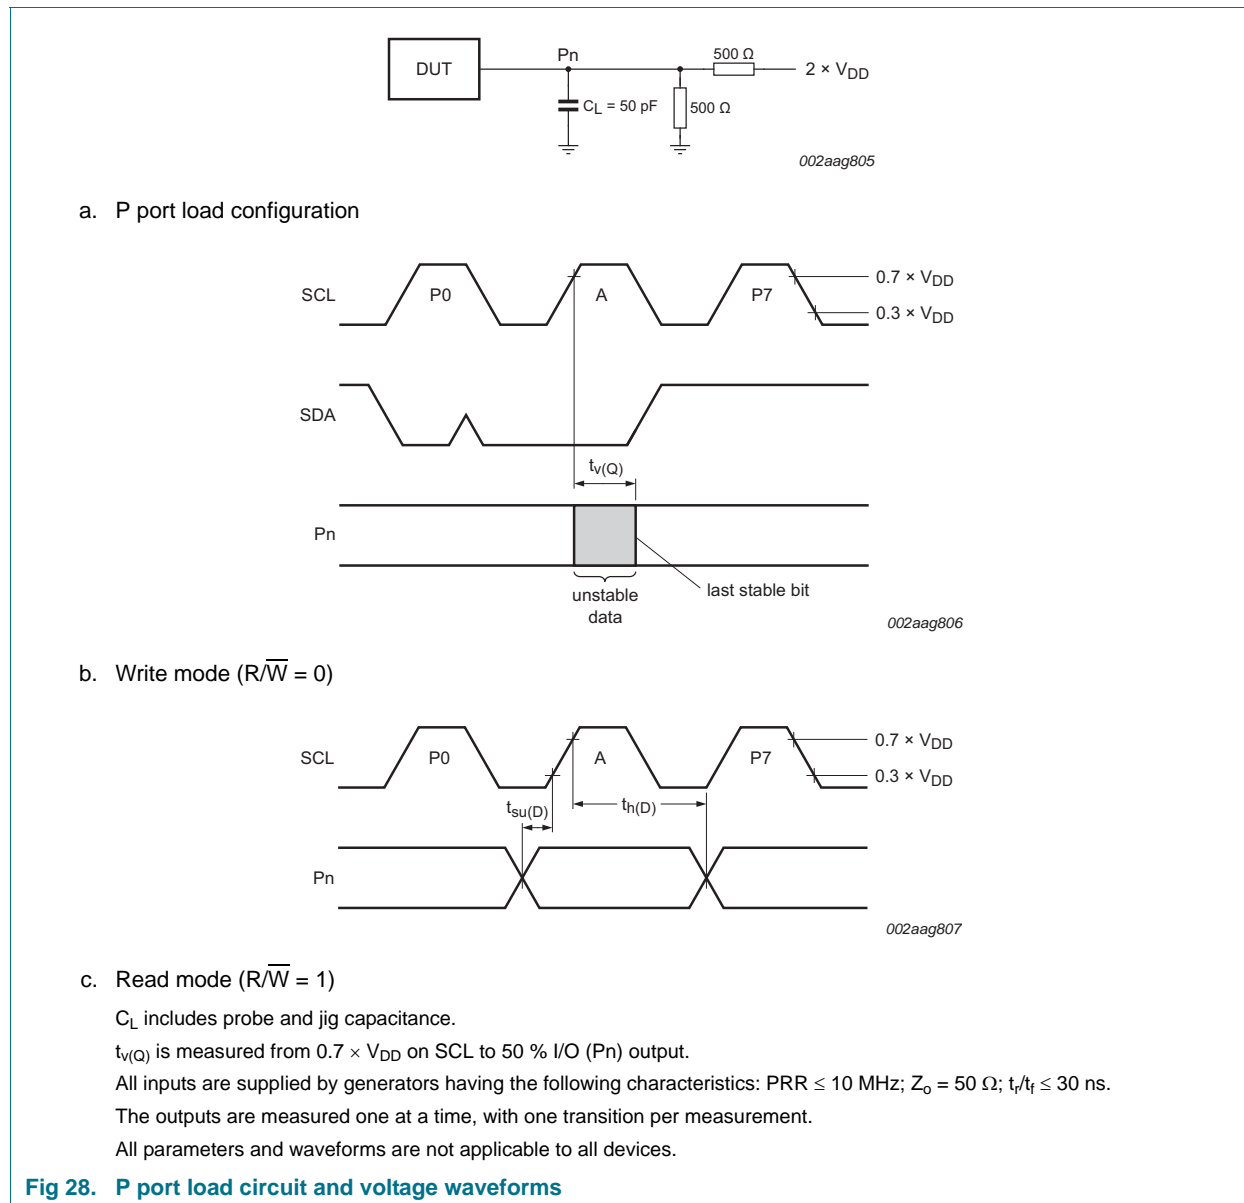 DUT
Pn
500 Ω
2 × VDD
CL = 50 pF
500 Ω
002aag805
a. P port load configuration
SCL
P0
A
P7
0.7 × VDD
0.3 × VDD
SDA
tv(Q)
Pn
unstable
data
last stable bit
002aag806
b. Write mode (R/W̅ = 0)
SCL
P0
A
P7
0.7 × VDD
0.3 × VDD
tsu(D)
th(D)
Pn
002aag807
c. Read mode (R/W̅ = 1)
CL includes probe and jig capacitance.
tv(Q) is measured from 0.7 × VDD on SCL to 50 % I/O (Pn) output.
All inputs are supplied by generators having the following characteristics: PRR ≤ 10 MHz; Zo = 50 Ω; tr/tf ≤ 30 ns.
The outputs are measured one at a time, with one transition per measurement.
All parameters and waveforms are not applicable to all devices.
Fig 28. P port load circuit and voltage waveforms